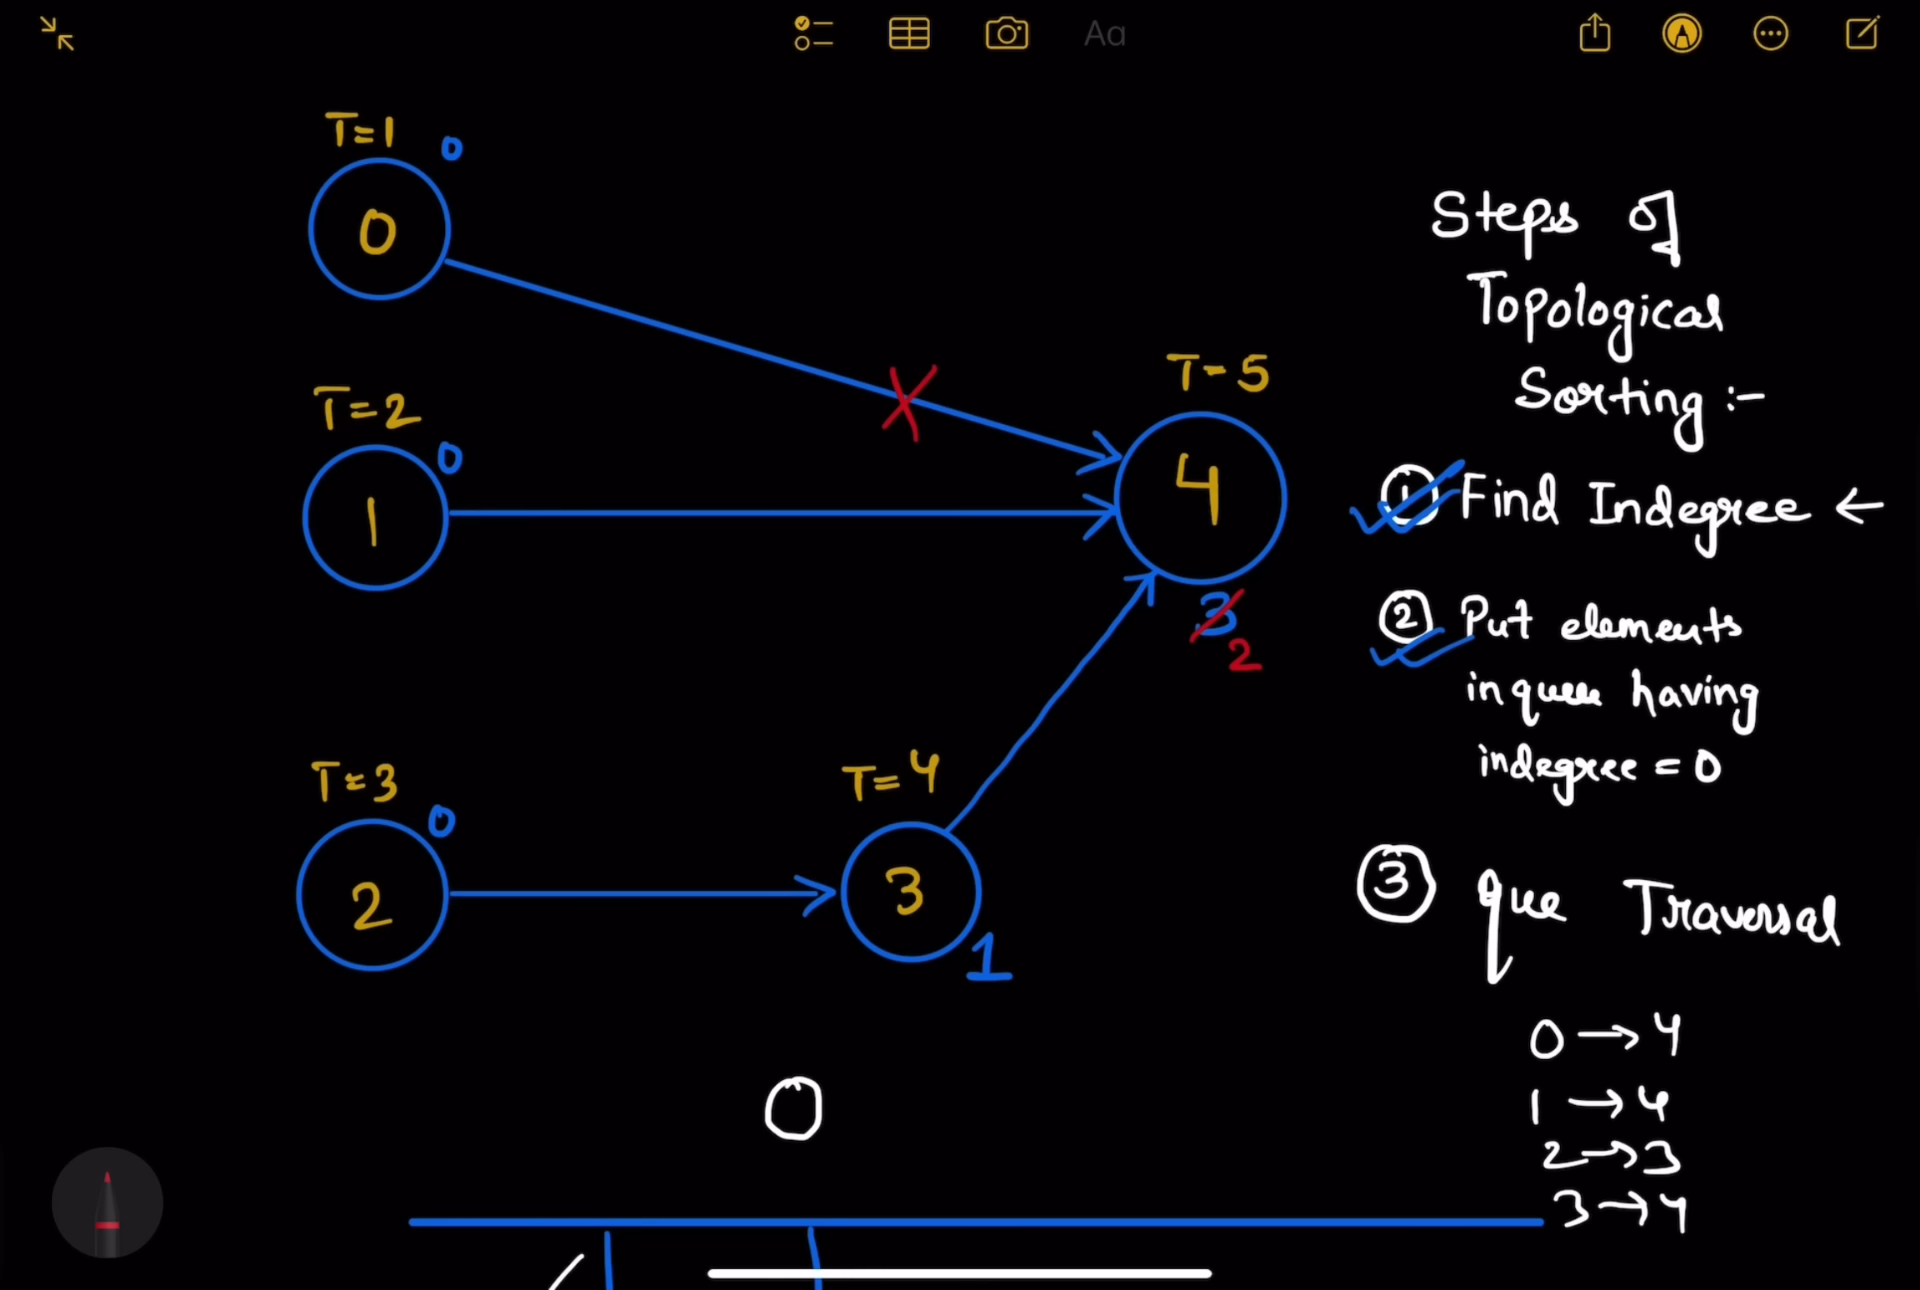 Aa
T=1
0
0
T=2
0
1
T-5
4
3
2
T=3
0
2
T=4
3
1
0
Steps of
Topological
Sorting :-
① Find Indegree ←
② Put elements
in queue having
indegree = 0
③ que Traversal
0 → 4
1 → 4
2 → 3
3 → 4